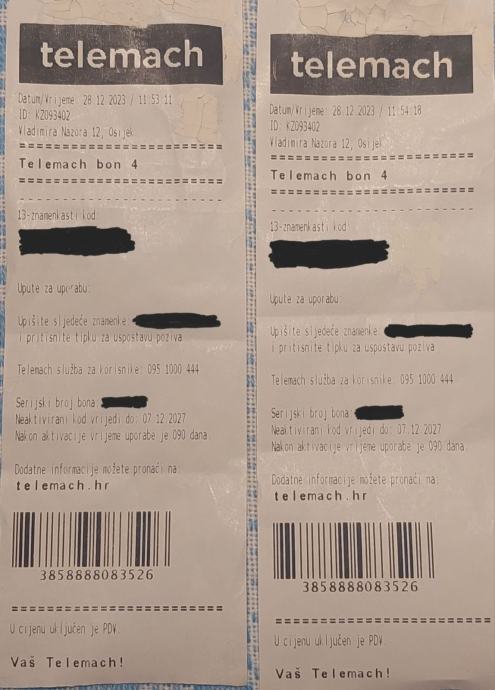 telemach
Datum/Vrijeme: 28.12.2023 / 11:53:11
ID: KZ093402
Vladimira Nazora 12, Osijek
Telemach bon 4
13-znamenkasti kod:
Upute za uporabu:
Upišite sljedeće znamenke:
i pritisnite tipku za uspostavu poziva
Telemach služba za korisnike: 095 1000 444
Serijski broj bona:
Neaktivirani kod vrijedi do: 07.12.2027
Nakon aktivacije vrijeme uporabe je 090 dana.
Dodatne informacije možete pronaći na:
telemach.hr
3858888083526
U cijenu uključen je PDV.
Vaš Telemach!
telemach
Datum/Vrijeme: 28.12.2023 / 11:54:18
ID: KZ093402
Vladimira Nazora 12, Osijek
Telemach bon 4
13-znamenkasti kod:
Upute za uporabu:
Upišite sljedeće znamenke:
i pritisnite tipku za uspostavu poziva
Telemach služba za korisnike: 095 1000 444
Serijski broj bona:
Neaktivirani kod vrijedi do: 07.12.2027
Nakon aktivacije vrijeme uporabe je 090 dana.
Dodatne informacije možete pronaći na:
telemach.hr
3858888083526
U cijenu uključen je PDV.
Vaš Telemach!